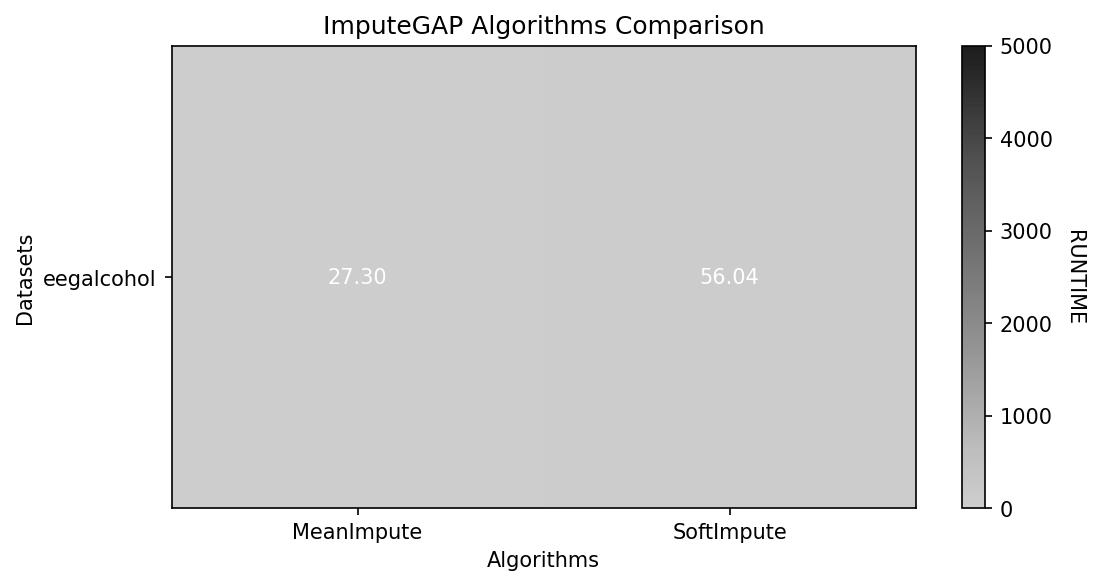 ImputeGAP Algorithms Comparison
Datasets
eegalcohol
27.30
56.04
MeanImpute
SoftImpute
Algorithms
5000
4000
3000
2000
1000
0
RUNTIME